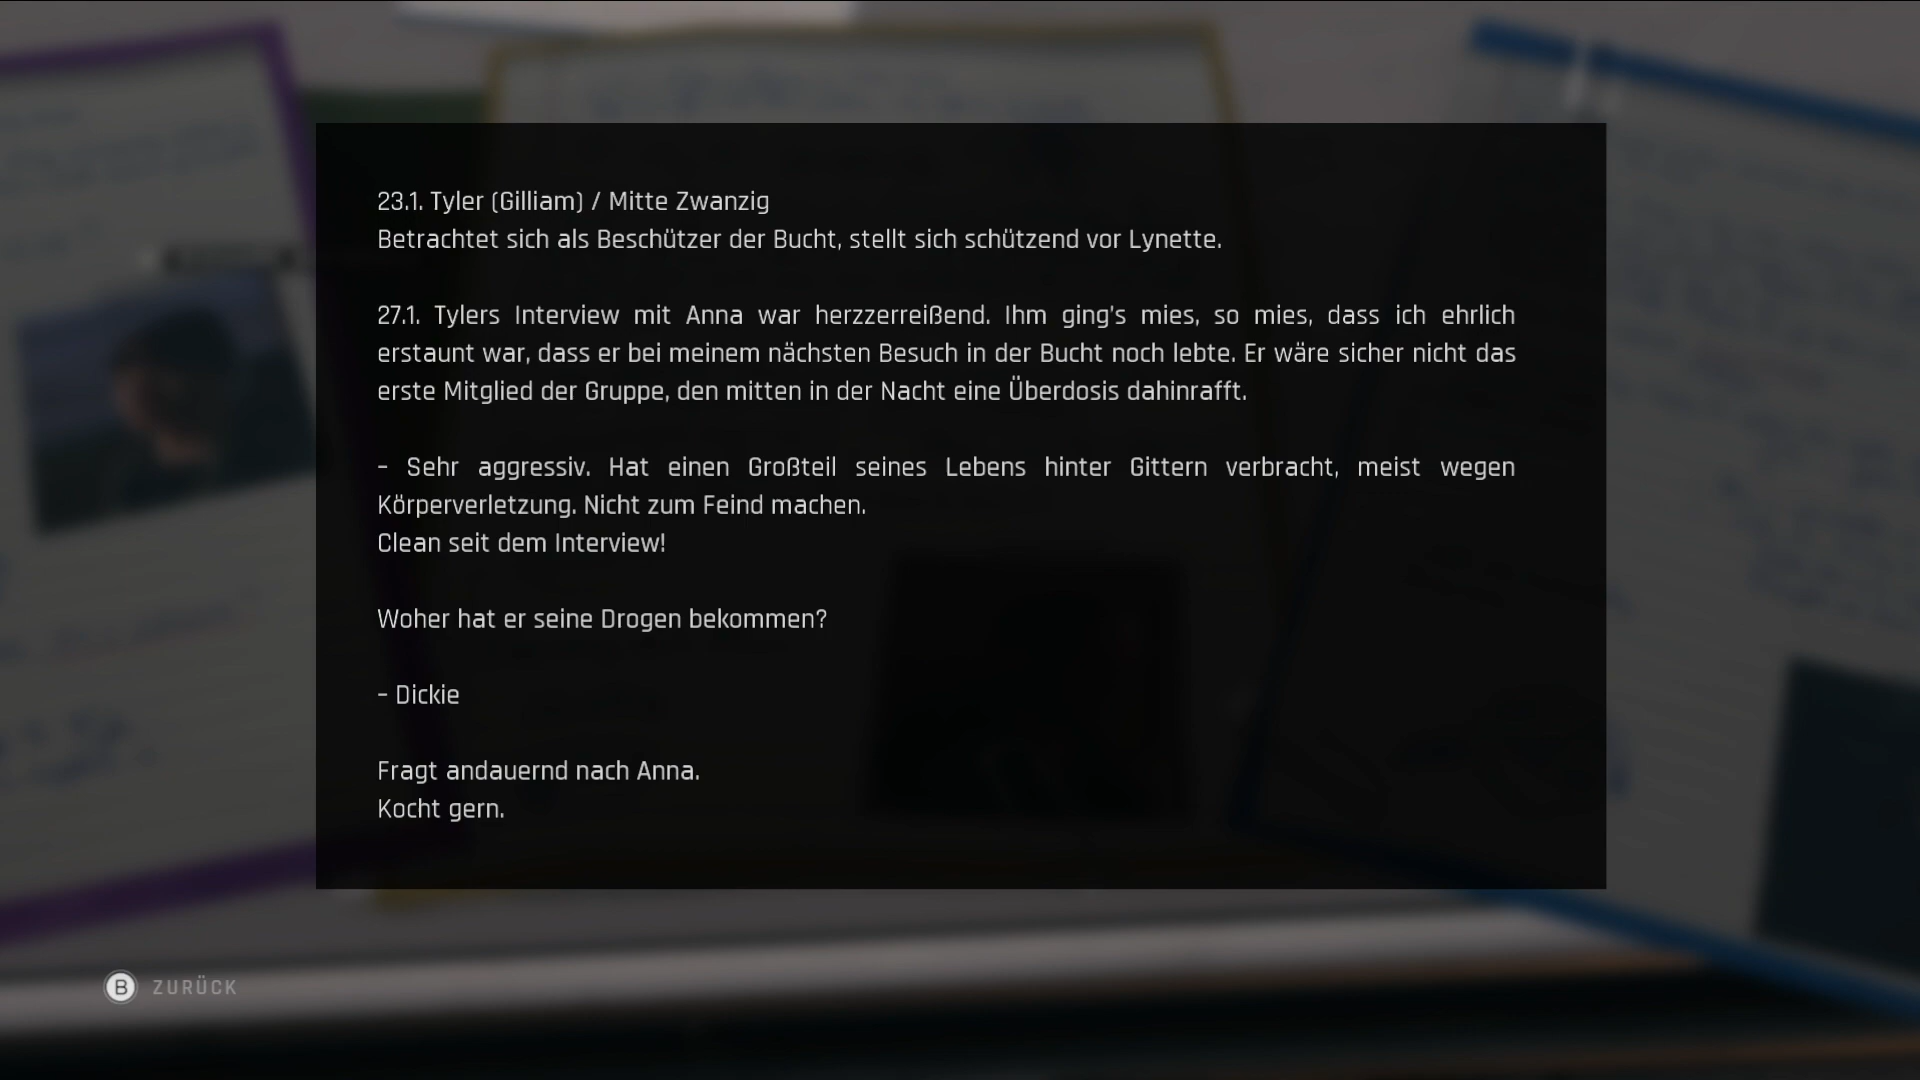 23.1. Tyler (Gilliam) / Mitte Zwanzig
Betrachtet sich als Beschützer der Bucht, stellt sich schützend vor Lynette.
27.1. Tylers Interview mit Anna war herzzerreißend. Ihm ging's mies, so mies, dass ich ehrlich
erstaunt war, dass er bei meinem nächsten Besuch in der Bucht noch lebte. Er wäre sicher nicht das
erste Mitglied der Gruppe, den mitten in der Nacht eine Überdosis dahinrafft.
- Sehr aggressiv. Hat einen Großteil seines Lebens hinter Gittern verbracht, meist wegen
Körperverletzung. Nicht zum Feind machen.
Clean seit dem Interview!
Woher hat er seine Drogen bekommen?
- Dickie
Fragt andauernd nach Anna.
Kocht gern.
B ZURÜCK